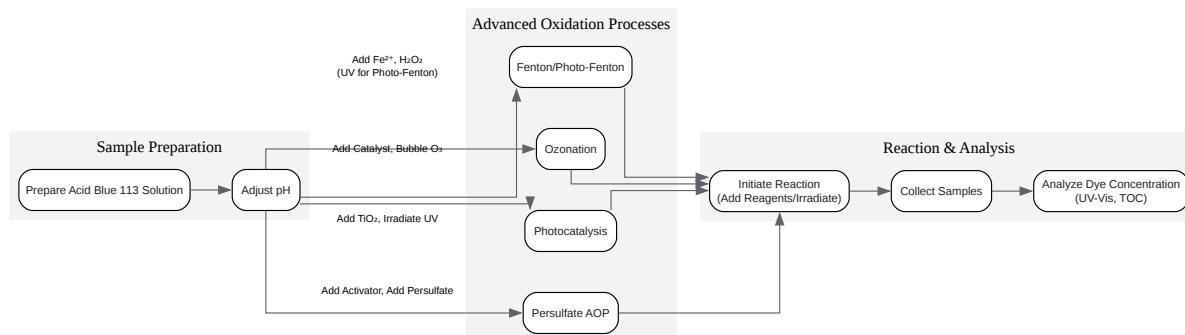 Advanced Oxidation Processes
Add Fe²⁺, H₂O₂
(UV for Photo-Fenton)
Fenton/Photo-Fenton
Sample Preparation
Add Catalyst, Bubble O₃
Ozonation
Reaction & Analysis
Prepare Acid Blue 113 Solution
Adjust pH
Initiate Reaction
(Add Reagents/Irradiate)
Collect Samples
Analyze Dye Concentration
(UV-Vis, TOC)
Add TiO₂, Irradiate UV
Photocatalysis
Add Activator, Add Persulfate
Persulfate AOP